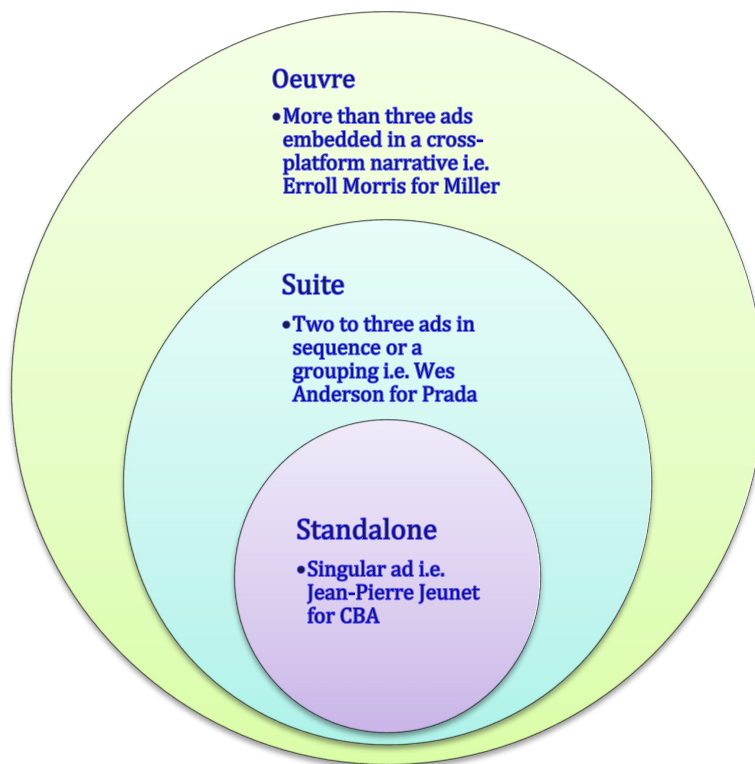 Oeuvre
•More than three ads
embedded in a cross-
platform narrative i.e.
Erroll Morris for Miller
Suite
•Two to three ads in
sequence or a
grouping i.e. Wes
Anderson for Prada
Standalone
•Singular ad i.e.
Jean-Pierre Jeunet
for CBA